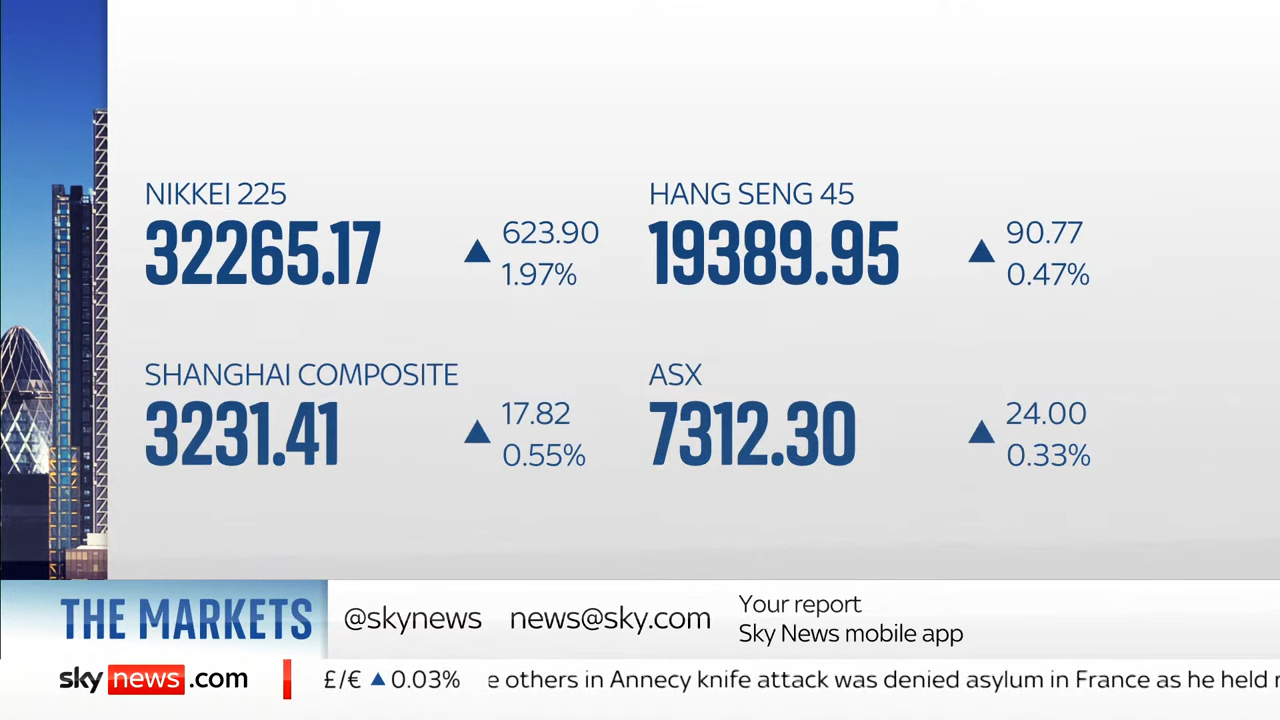 NIKKEI 225
32265.17
▲ 623.90
1.97%
HANG SENG 45
19389.95
▲ 90.77
0.47%
SHANGHAI COMPOSITE
3231.41
▲ 17.82
0.55%
ASX
7312.30
▲ 24.00
0.33%
THE MARKETS
@skynews news@sky.com
Your report
Sky News mobile app
sky news .com
£/€ ▲ 0.03% e others in Annecy knife attack was denied asylum in France as he held